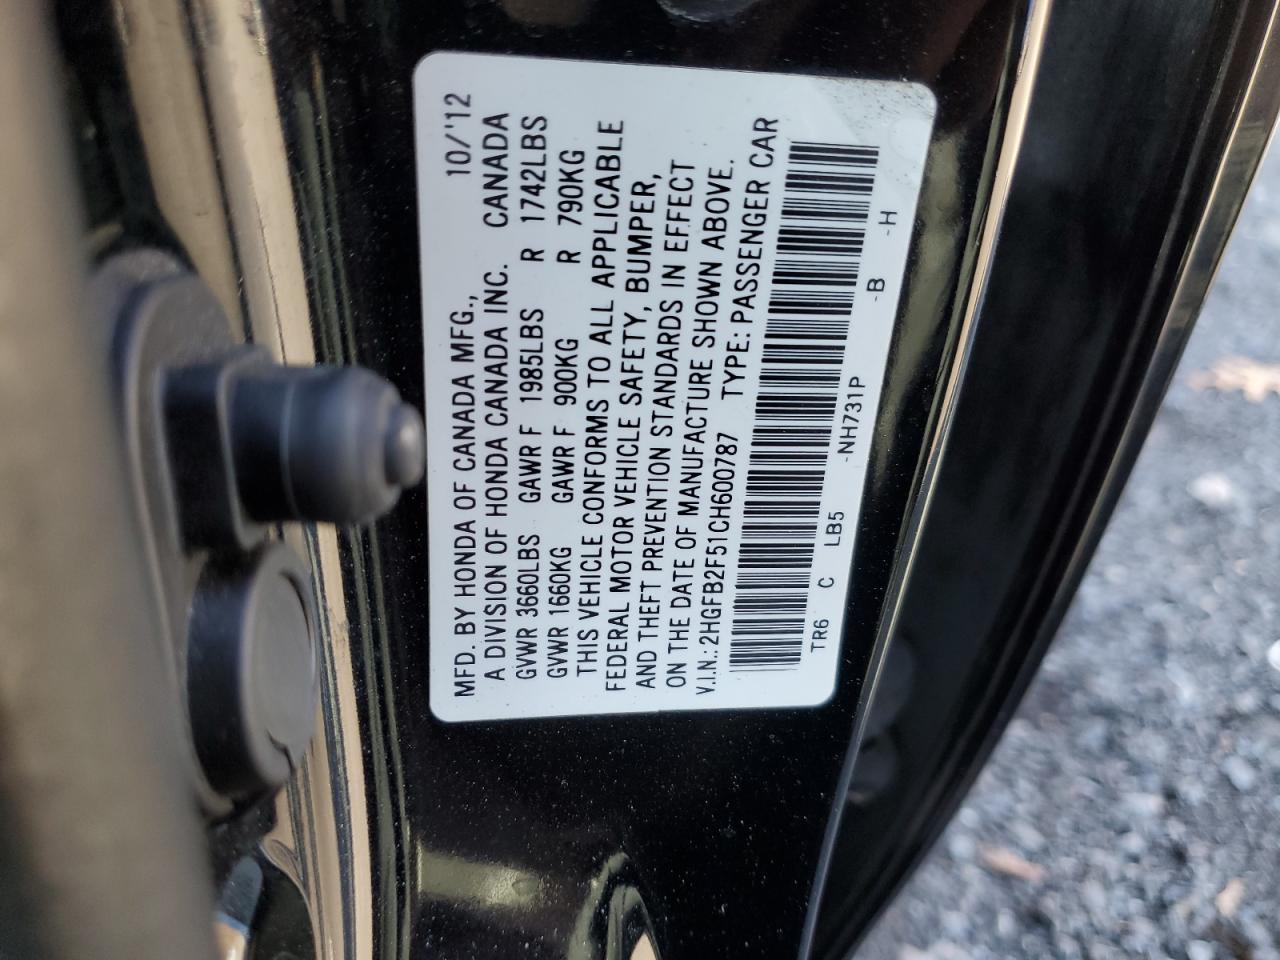 MFD. BY HONDA OF CANADA MFG., 10/'12
A DIVISION OF HONDA CANADA INC. CANADA
GVWR 3660LBS GAWR F 1985LBS R 1742LBS
GVWR 1660KG GAWR F 900KG R 790KG
THIS VEHICLE CONFORMS TO ALL APPLICABLE
FEDERAL MOTOR VEHICLE SAFETY, BUMPER,
AND THEFT PREVENTION STANDARDS IN EFFECT
ON THE DATE OF MANUFACTURE SHOWN ABOVE.
V.I.N.: 2HGFB2F51CH600787 TYPE: PASSENGER CAR
TR6 C LB5 -NH731P -B -H